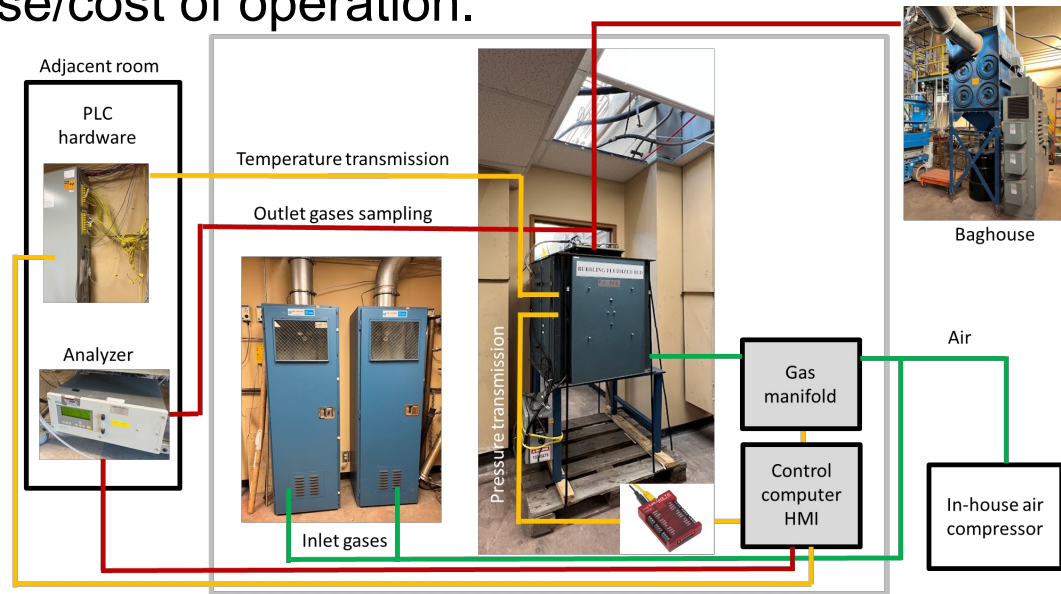 se/cost of operation.
Adjacent room
PLC
hardware
Temperature transmission
Outlet gases sampling
BUBBLING FLUIDIZED BED
Baghouse
Analyzer
Pressure transmission
Air
Gas
manifold
Control
computer
HMI
In-house air
compressor
Inlet gases